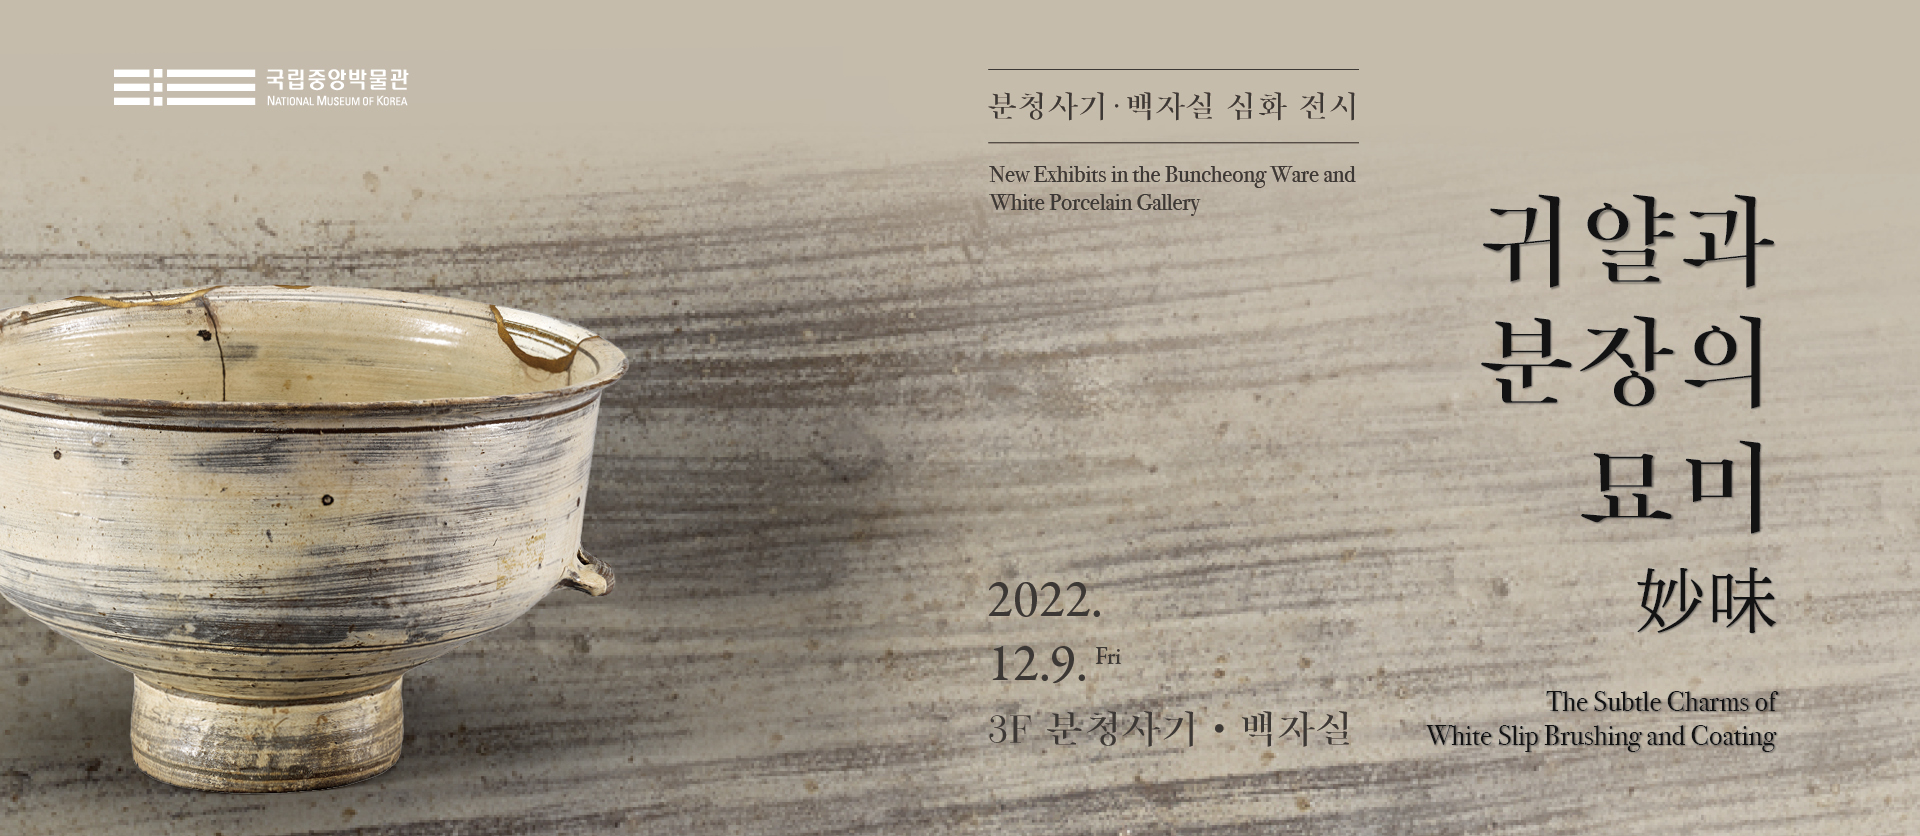 국립중앙박물관
NATIONAL MUSEUM OF KOREA
분청사기·백자실 심화 전시
New Exhibits in the Buncheong Ware and
White Porcelain Gallery
귀얄과
분장의
묘미
妙味
The Subtle Charms of
White Slip Brushing and Coating
2022.
12.9. Fri
3F 분청사기·백자실